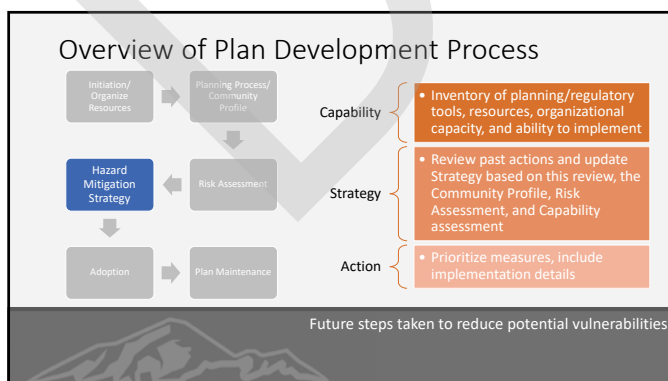 Overview of Plan Development Process
Initiation/
Organize
Resources
Planning Process/
Community
Profile
Hazard
Mitigation
Strategy
Risk Assessment
Adoption
Plan Maintenance
Capability
• Inventory of planning/regulatory
tools, resources, organizational
capacity, and ability to implement
Strategy
• Review past actions and update
Strategy based on this review, the
Community Profile, Risk
Assessment, and Capability
assessment
Action
• Prioritize measures, include
implementation details
Future steps taken to reduce potential vulnerabilities